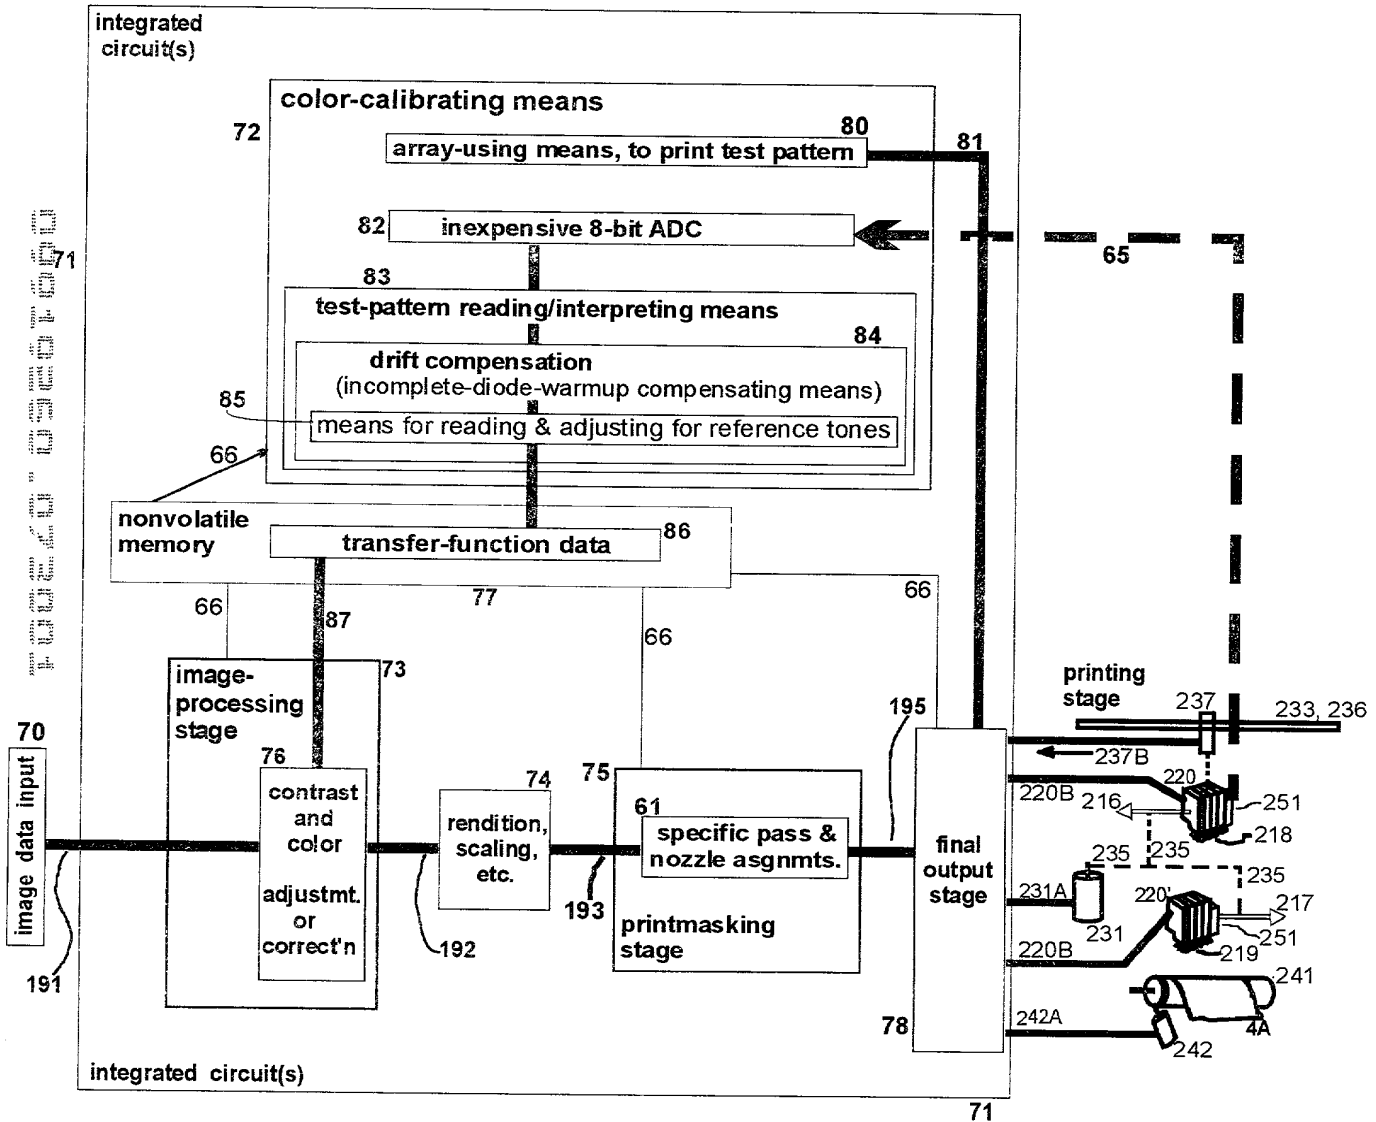 integrated
circuit(s)
color-calibrating means
72
80
81
array-using means, to print test pattern
82
inexpensive 8-bit ADC
71
65
83
test-pattern reading/interpreting means
84
drift compensation
(incomplete-diode-warmup compensating means)
85
means for reading & adjusting for reference tones
66
nonvolatile
memory
86
transfer-function data
77
66
87
66
66
73
image-
processing
stage
printing
stage
237
233, 236
195
70
image data input
76
contrast
and
color
adjustmt.
or
correct'n
74
rendition,
scaling,
etc.
75
61
specific pass &
nozzle asgnmts.
printmasking
stage
final
output
stage
237B
220
220B
216
251
218
235
235
235
231A
231
220'
217
251
219
220B
191
192
193
78
241
242A
4A
242
integrated circuit(s)
71